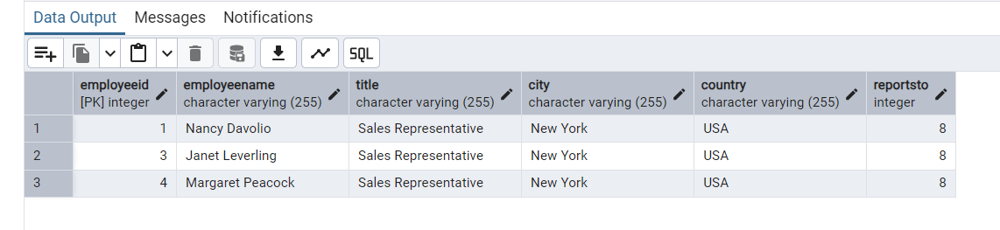 Data Output Messages Notifications
SQL
employeeid employeename title city country reportsto
[PK] integer character varying (255) character varying (255) character varying (255) character varying (255) integer
1 1 Nancy Davolio Sales Representative New York USA 8
2 3 Janet Leverling Sales Representative New York USA 8
3 4 Margaret Peacock Sales Representative New York USA 8